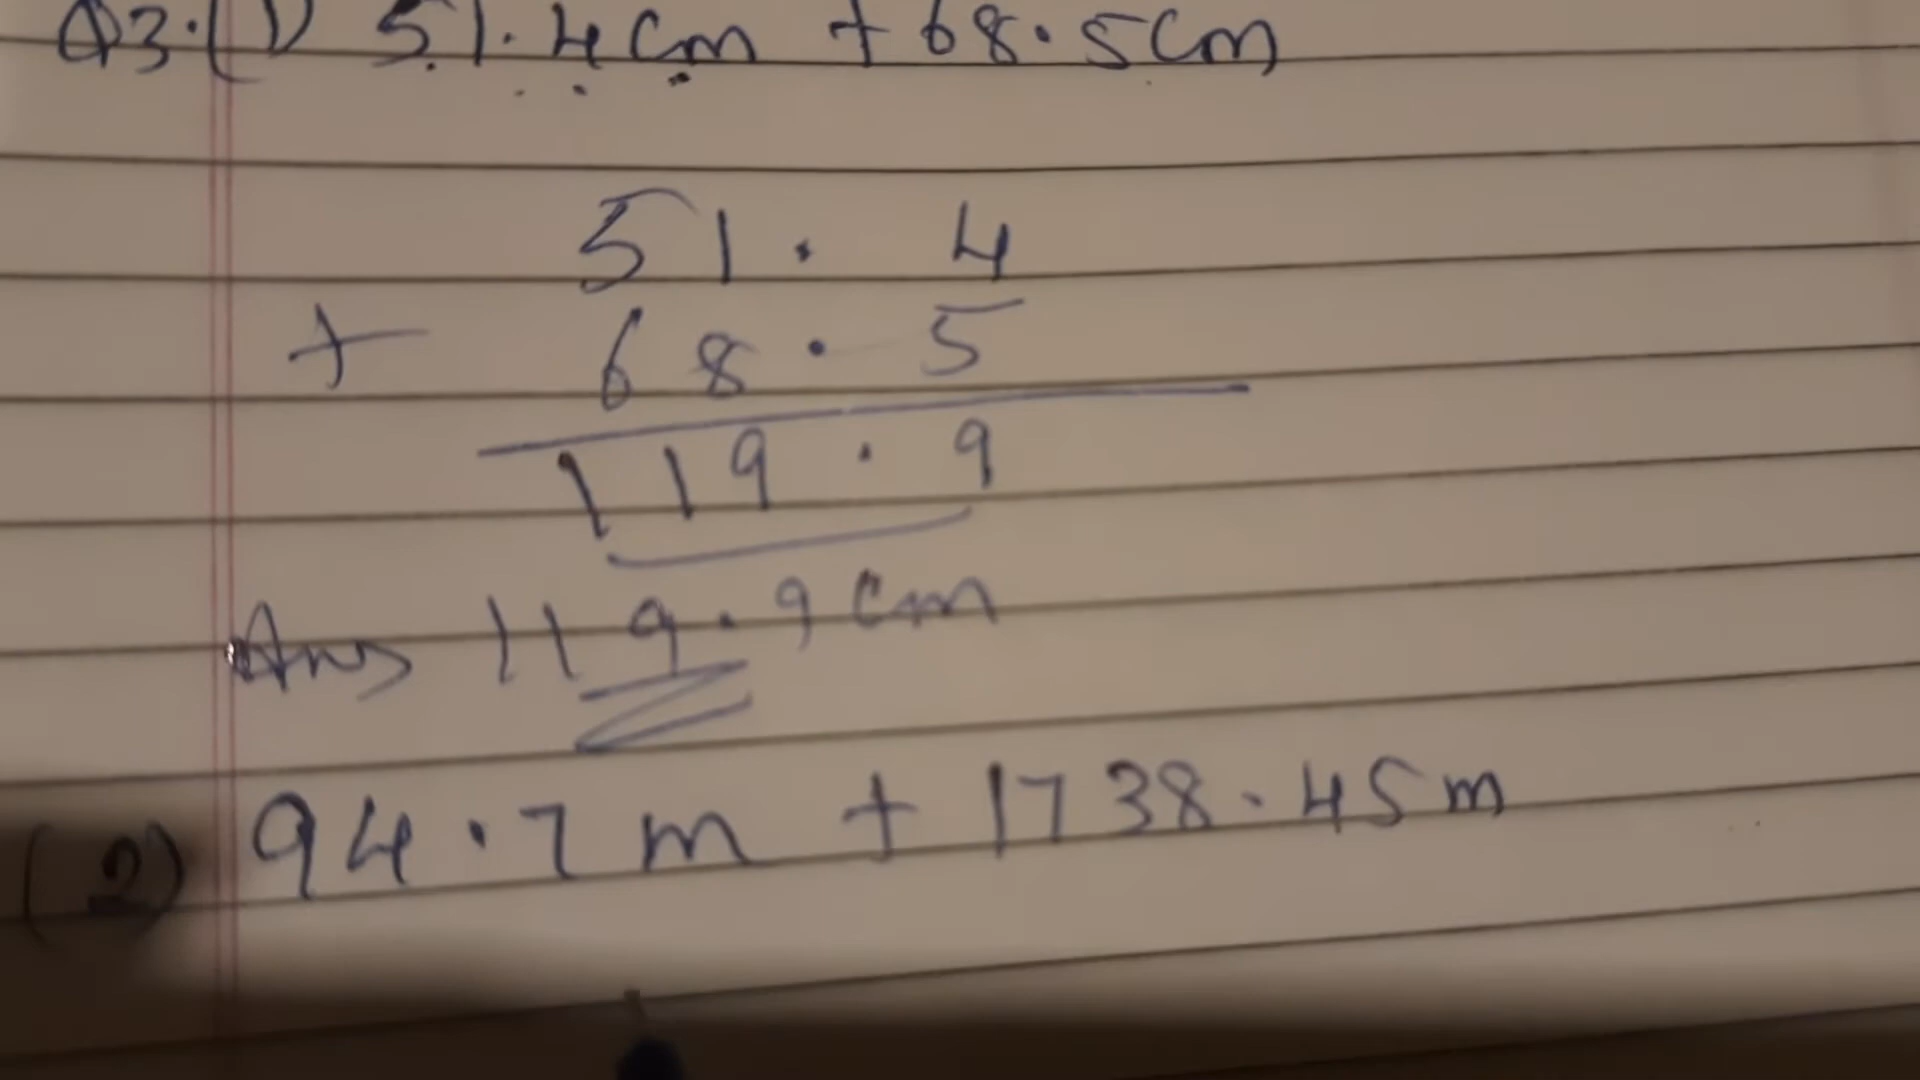 Q3.(1) 51.4cm + 68.5cm
51.4
+ 68.5
119.9
Ans 119.9cm
(2) 94.7m + 1738.45m